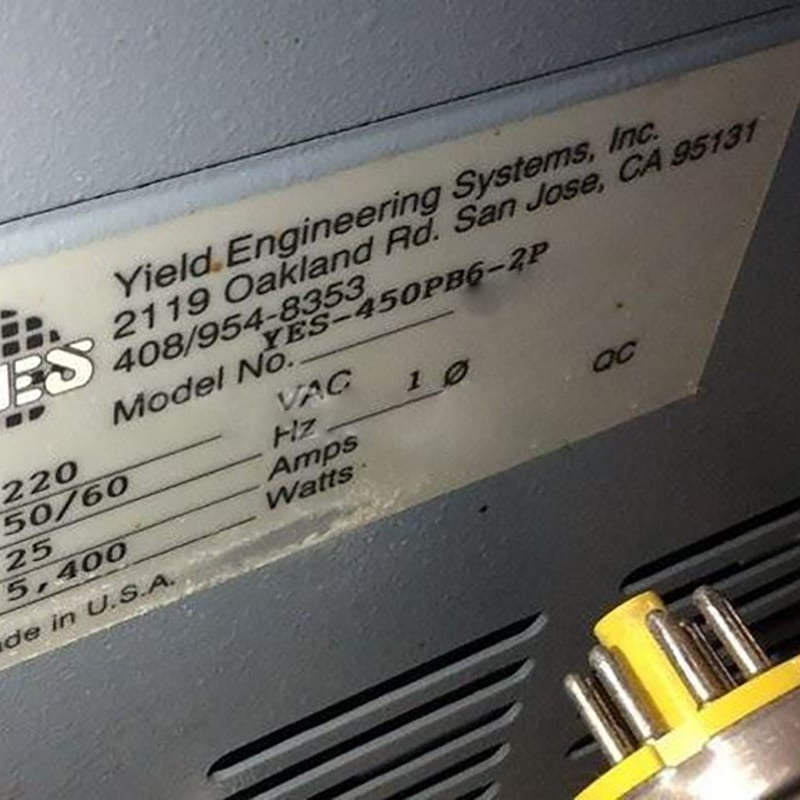 Yield Engineering Systems, Inc.
2119 Oakland Rd. San Jose, CA 95131
408/954-8353
YES-450PB6-2P
Model No.
ES
220 VAC 1 Ø QC
50/60 Hz
25 Amps
5,400 Watts
in U.S.A.